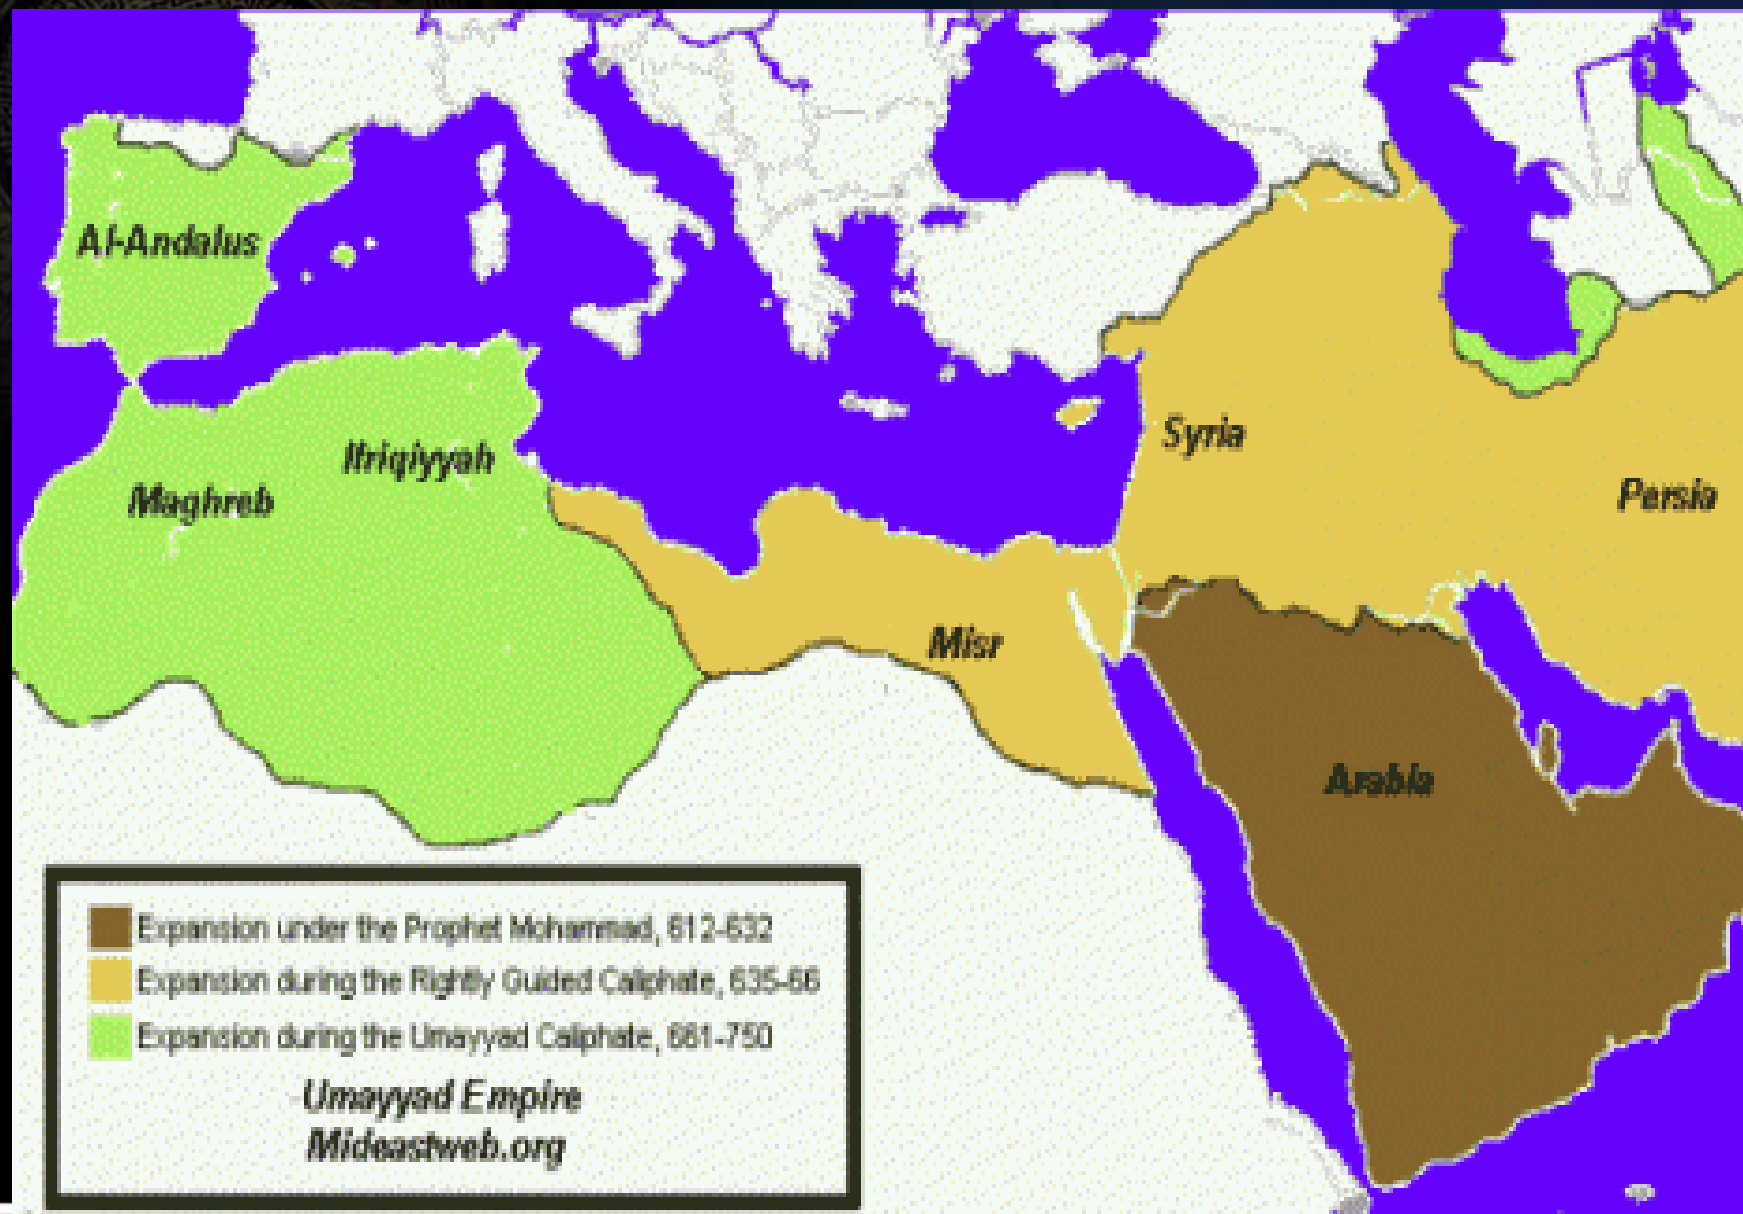 Al-Andalus
Ifriqiyyah
Maghreb
Syria
Persia
Misr
Arabia
Expansion under the Prophet Mohammad, 612-632
Expansion during the Rightly Guided Caliphate, 635-66
Expansion during the Umayyad Caliphate, 661-750
Umayyad Empire
Mideastweb.org